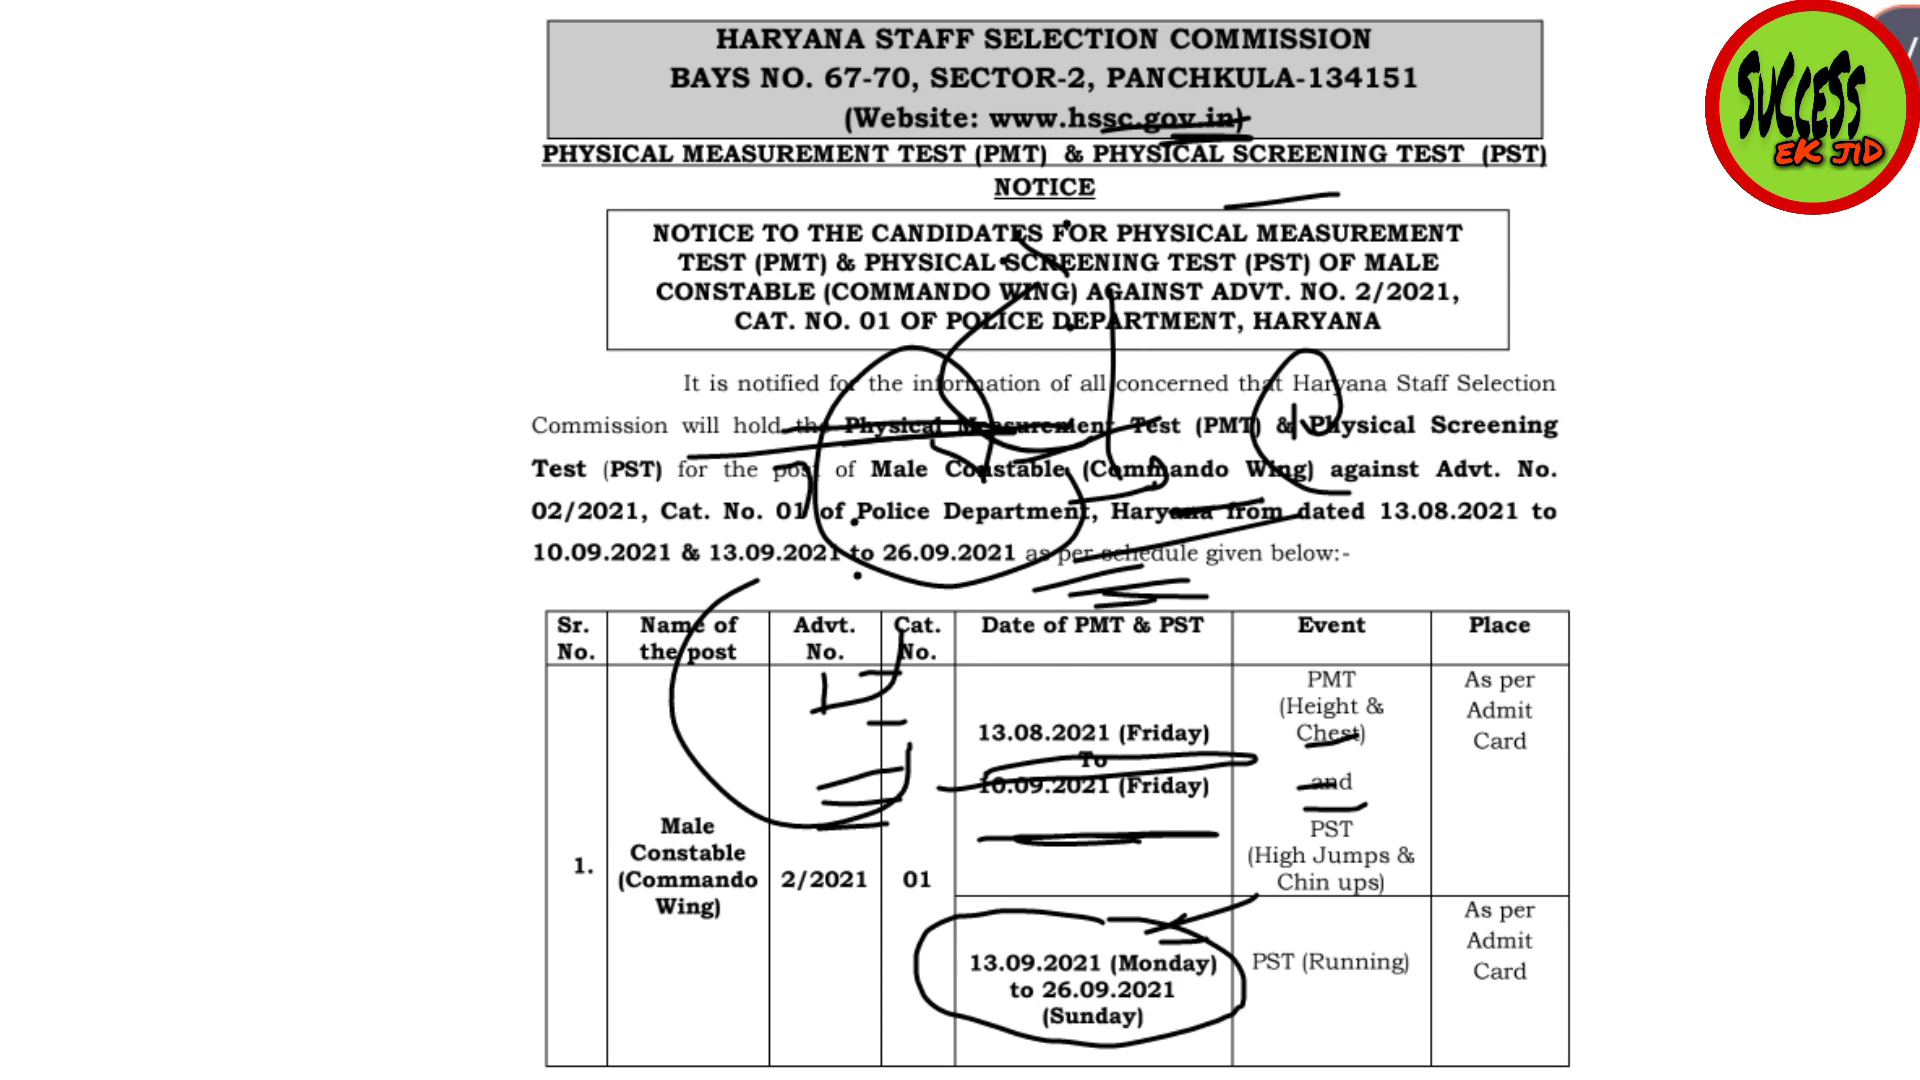 HARYANA STAFF SELECTION COMMISSION
BAYS NO. 67-70, SECTOR-2, PANCHKULA-134151
(Website: www.hssc.gov.in)
PHYSICAL MEASUREMENT TEST (PMT) & PHYSICAL SCREENING TEST (PST)
NOTICE
NOTICE TO THE CANDIDATES FOR PHYSICAL MEASUREMENT
TEST (PMT) & PHYSICAL SCREENING TEST (PST) OF MALE
CONSTABLE (COMMANDO WING) AGAINST ADVT. NO. 2/2021,
CAT. NO. 01 OF POLICE DEPARTMENT, HARYANA
It is notified for the information of all concerned that Haryana Staff Selection
Commission will hold the Physical Measurement Test (PMT) & Physical Screening
Test (PST) for the post of Male Constable (Commando Wing) against Advt. No.
02/2021, Cat. No. 01 of Police Department, Haryana from dated 13.08.2021 to
10.09.2021 & 13.09.2021 to 26.09.2021 as per schedule given below:-
Sr. No. Name of the post Advt. No. Cat. No. Date of PMT & PST Event Place
1. Male Constable (Commando Wing) 2/2021 01
13.08.2021 (Friday)
To
10.09.2021 (Friday)
PMT
(Height &
Chest)
and
PST
(High Jumps &
Chin ups)
As per
Admit
Card
13.09.2021 (Monday)
to 26.09.2021
(Sunday)
PST (Running)
As per
Admit
Card
SUCCESS
EK JID